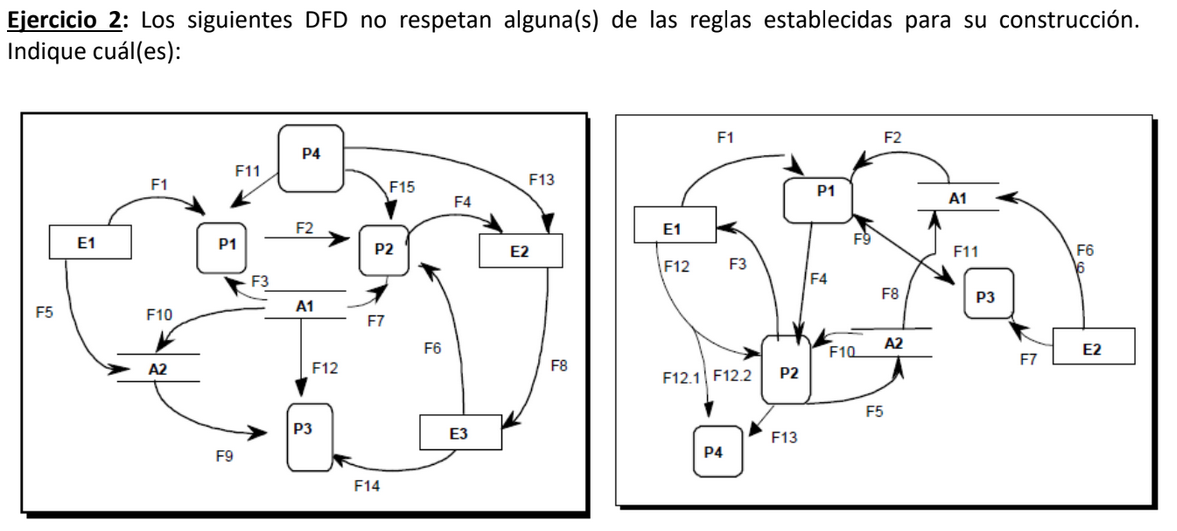 Ejercicio 2: Los siguientes DFD no respetan alguna(s) de las reglas establecidas para su construcción.
Indique cuál(es):
P4
F11
F1
F15
F13
F4
F2
E1
P1
P2
E2
F3
A1
F5
F10
F7
F6
A2
F12
F8
P3
E3
F9
F14
F1
F2
P1
A1
E1
F9
F12
F3
F11
F6
6
F4
F8
P3
F10
A2
F7
E2
F12.1
F12.2
P2
F5
F13
P4